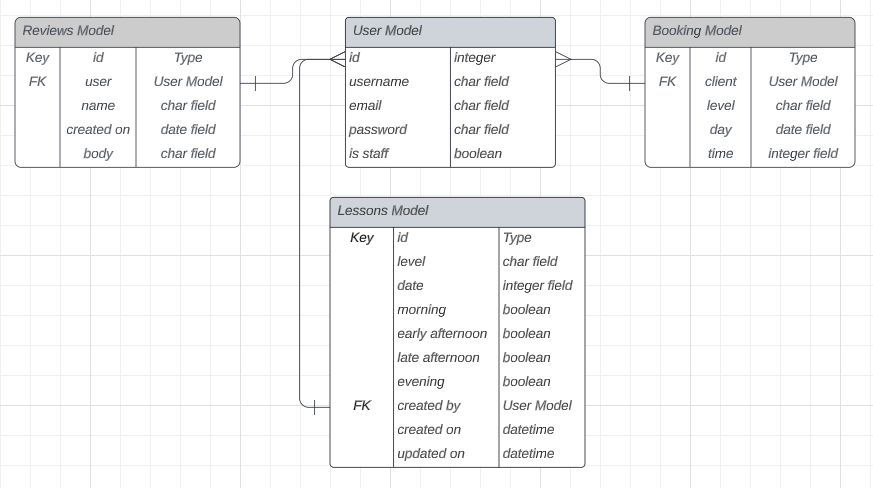 Reviews Model
Key id Type
FK user User Model
name char field
created on date field
body char field
User Model
id integer
username char field
email char field
password char field
is staff boolean
Booking Model
Key id Type
FK client User Model
level char field
day date field
time integer field
Lessons Model
Key id Type
level char field
date integer field
morning boolean
early afternoon boolean
late afternoon boolean
evening boolean
FK created by User Model
created on datetime
updated on datetime